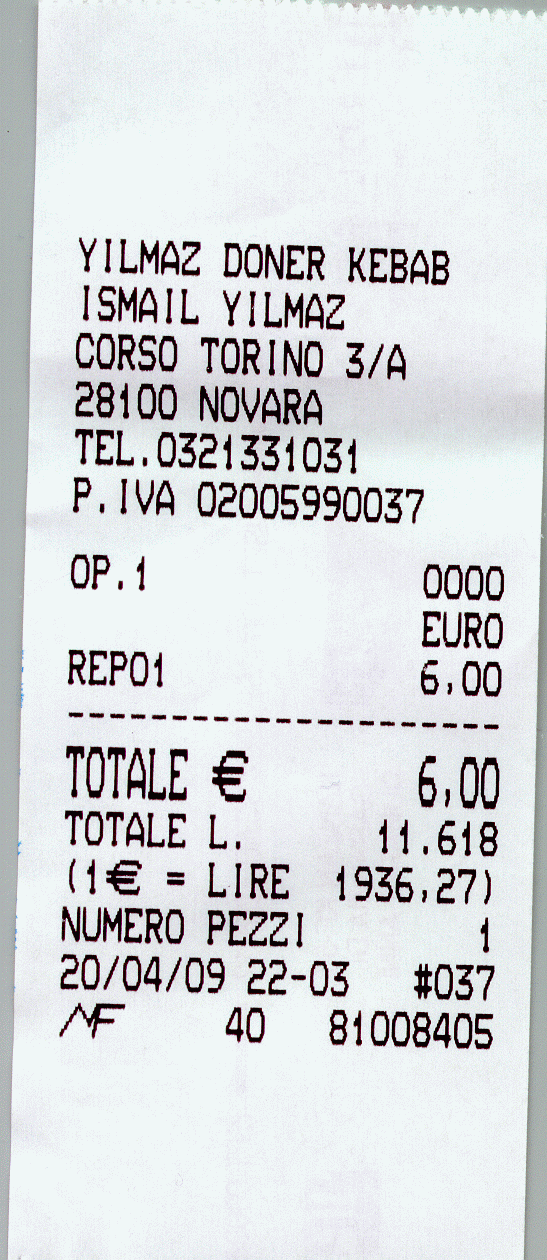 YILMAZ DONER KEBAB
ISMAIL YILMAZ
CORSO TORINO 3/A
28100 NOVARA
TEL.0321331031
P.IVA 02005990037
OP.1 0000
EURO
REP01 6,00
---------------------
TOTALE € 6,00
TOTALE L. 11.618
(1€ = LIRE 1936,27)
NUMERO PEZZI 1
20/04/09 22-03 #037
MF 40 81008405